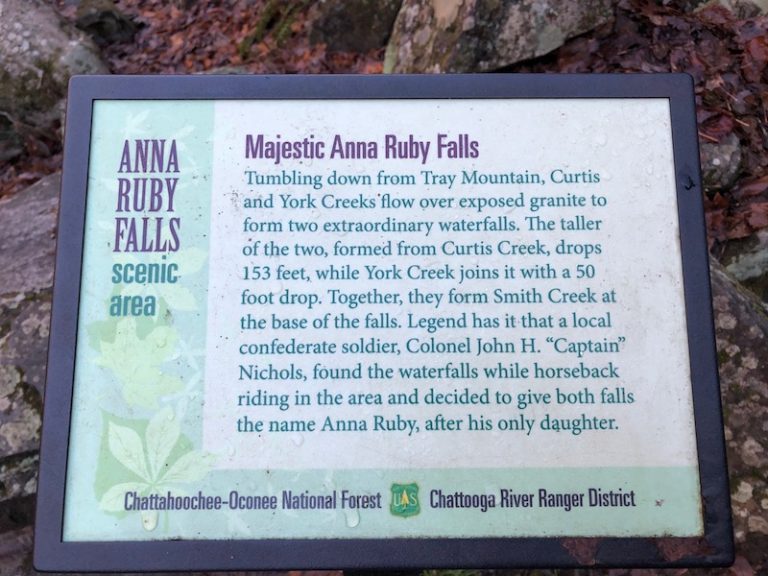 ANNA
RUBY
FALLS
scenic
area
Majestic Anna Ruby Falls
Tumbling down from Tray Mountain, Curtis
and York Creeks flow over exposed granite to
form two extraordinary waterfalls. The taller
of the two, formed from Curtis Creek, drops
153 feet, while York Creek joins it with a 50
foot drop. Together, they form Smith Creek at
the base of the falls. Legend has it that a local
confederate soldier, Colonel John H. “Captain”
Nichols, found the waterfalls while horseback
riding in the area and decided to give both falls
the name Anna Ruby, after his only daughter.
Chattahoochee-Oconee National Forest U S Chattooga River Ranger District